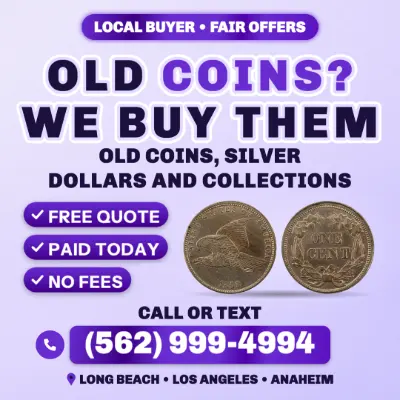 LOCAL BUYER • FAIR OFFERS
OLD COINS?
WE BUY THEM
OLD COINS, SILVER
DOLLARS AND COLLECTIONS
FREE QUOTE
PAID TODAY
NO FEES
ONE
CENT
CALL OR TEXT
(562) 999-4994
LONG BEACH • LOS ANGELES • ANAHEIM